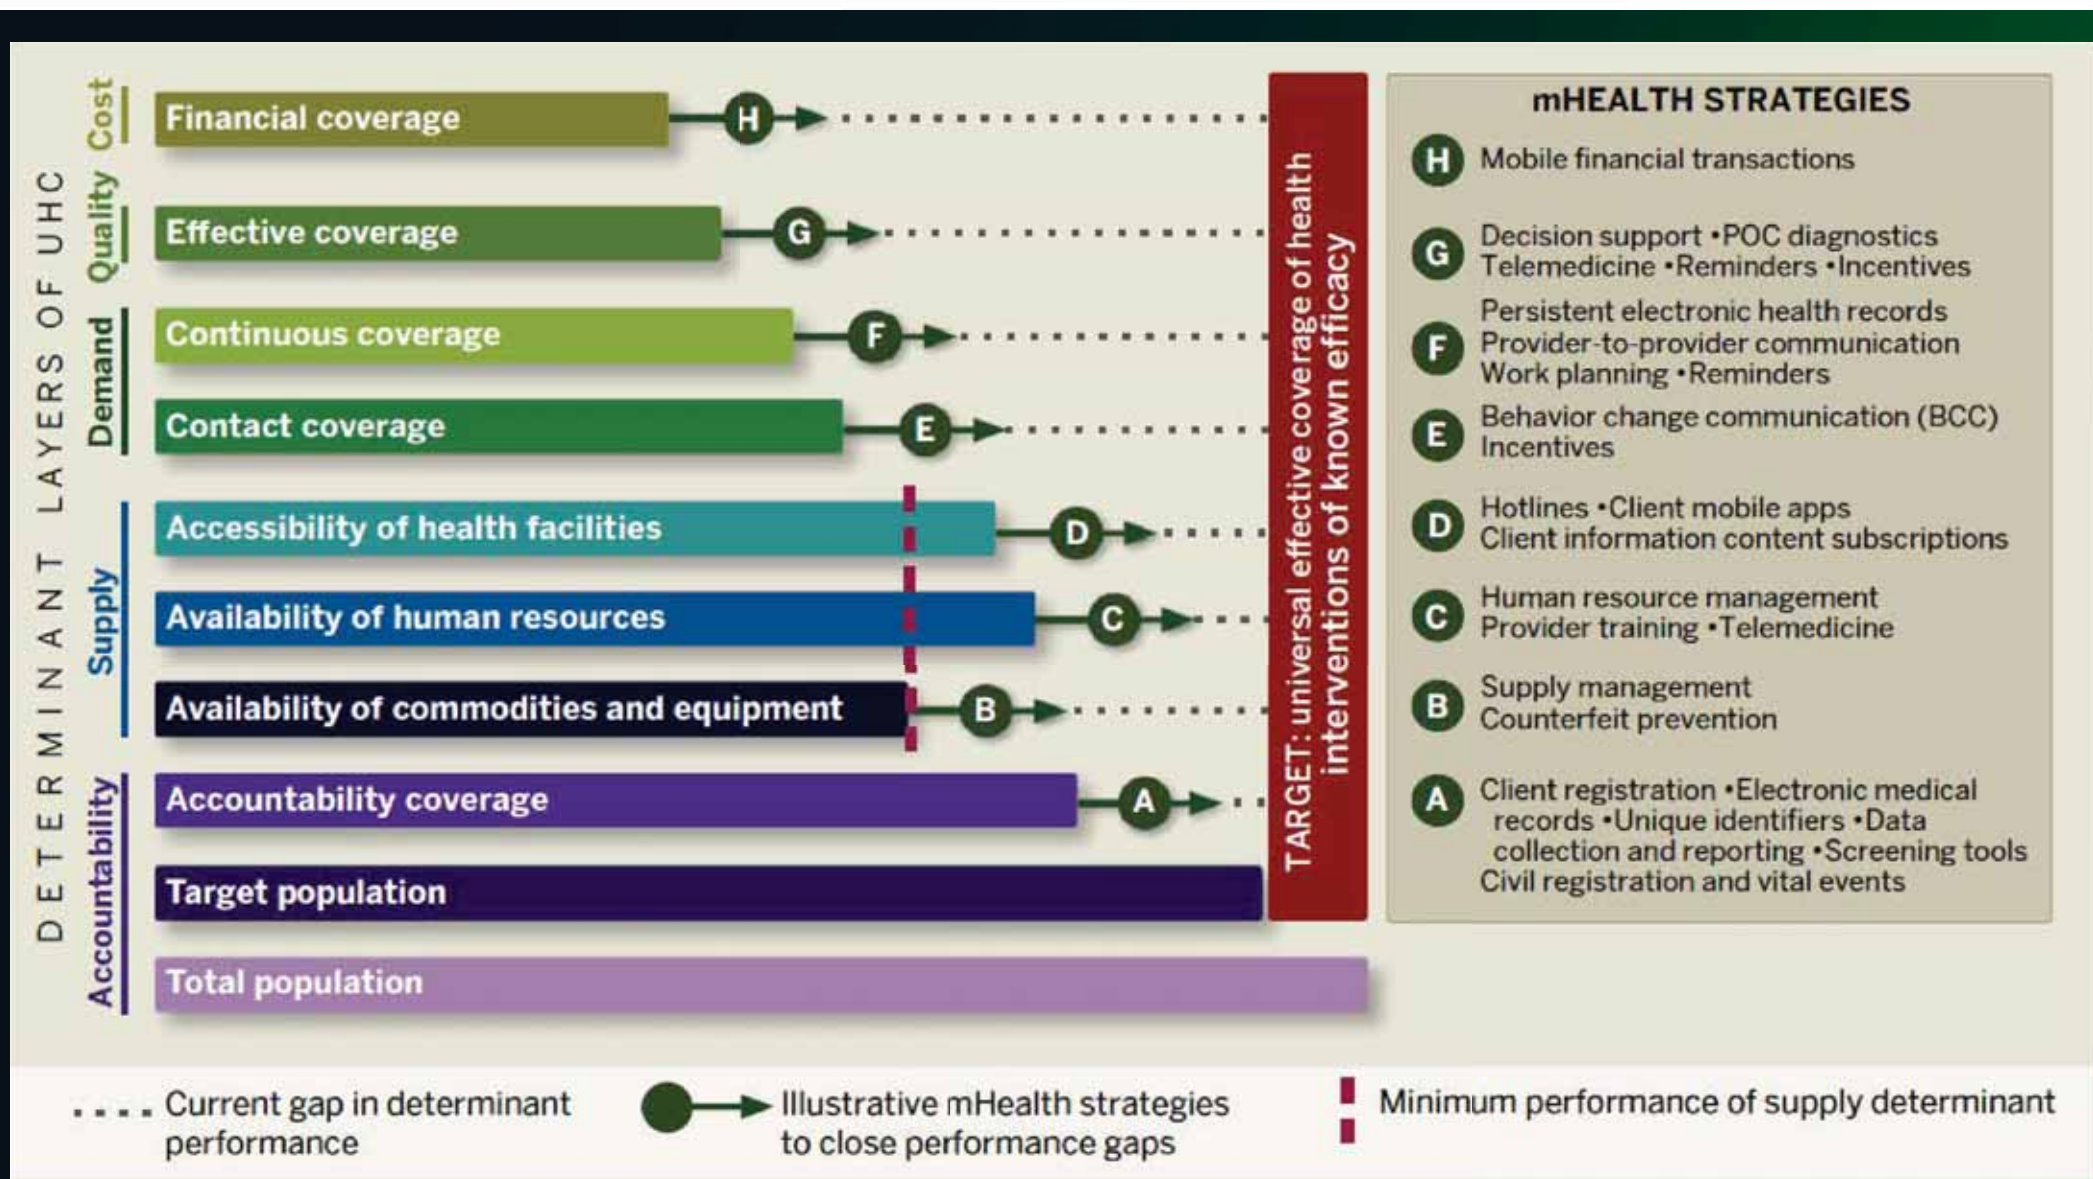 DETERMINANT LAYERS OF UHC
Cost
Financial coverage
H
Quality
Effective coverage
G
Demand
Continuous coverage
F
Contact coverage
E
Supply
Accessibility of health facilities
D
Availability of human resources
C
Availability of commodities and equipment
B
Accountability
Accountability coverage
A
Target population
Total population
TARGET: universal effective coverage of health
interventions of known efficacy
mHEALTH STRATEGIES
H Mobile financial transactions
G
Decision support •POC diagnostics
Telemedicine •Reminders •Incentives
F
Persistent electronic health records
Provider-to-provider communication
Work planning •Reminders
E
Behavior change communication (BCC)
Incentives
D
Hotlines •Client mobile apps
Client information content subscriptions
C
Human resource management
Provider training •Telemedicine
B
Supply management
Counterfeit prevention
A
Client registration •Electronic medical
records •Unique identifiers •Data
collection and reporting •Screening tools
Civil registration and vital events
Current gap in determinant
performance
Illustrative mHealth strategies
to close performance gaps
Minimum performance of supply determinant